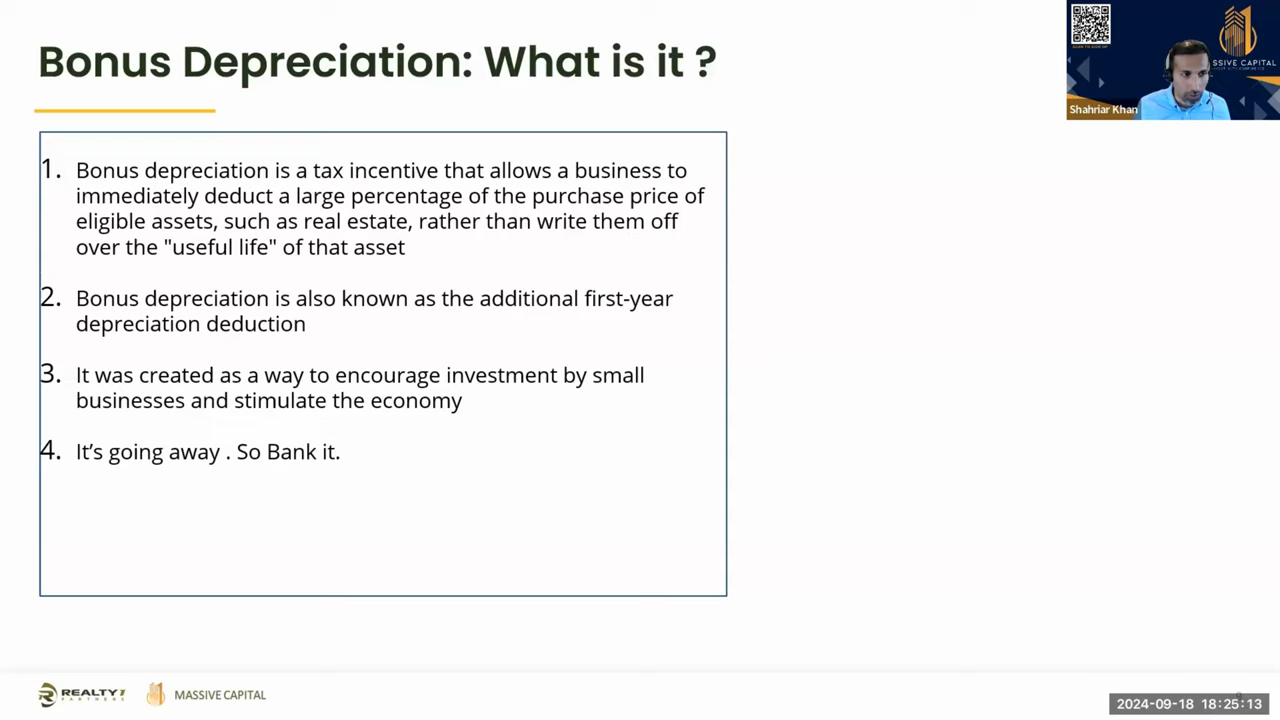 Bonus Depreciation: What is it ?
SSIVE CAPITAL
Shahriar Khan
1. Bonus depreciation is a tax incentive that allows a business to
immediately deduct a large percentage of the purchase price of
eligible assets, such as real estate, rather than write them off
over the "useful life" of that asset
2. Bonus depreciation is also known as the additional first-year
depreciation deduction
3. It was created as a way to encourage investment by small
businesses and stimulate the economy
4. It’s going away . So Bank it.
REALTY
PARTNERS
MASSIVE CAPITAL
9
2024-09-18 18:25:13